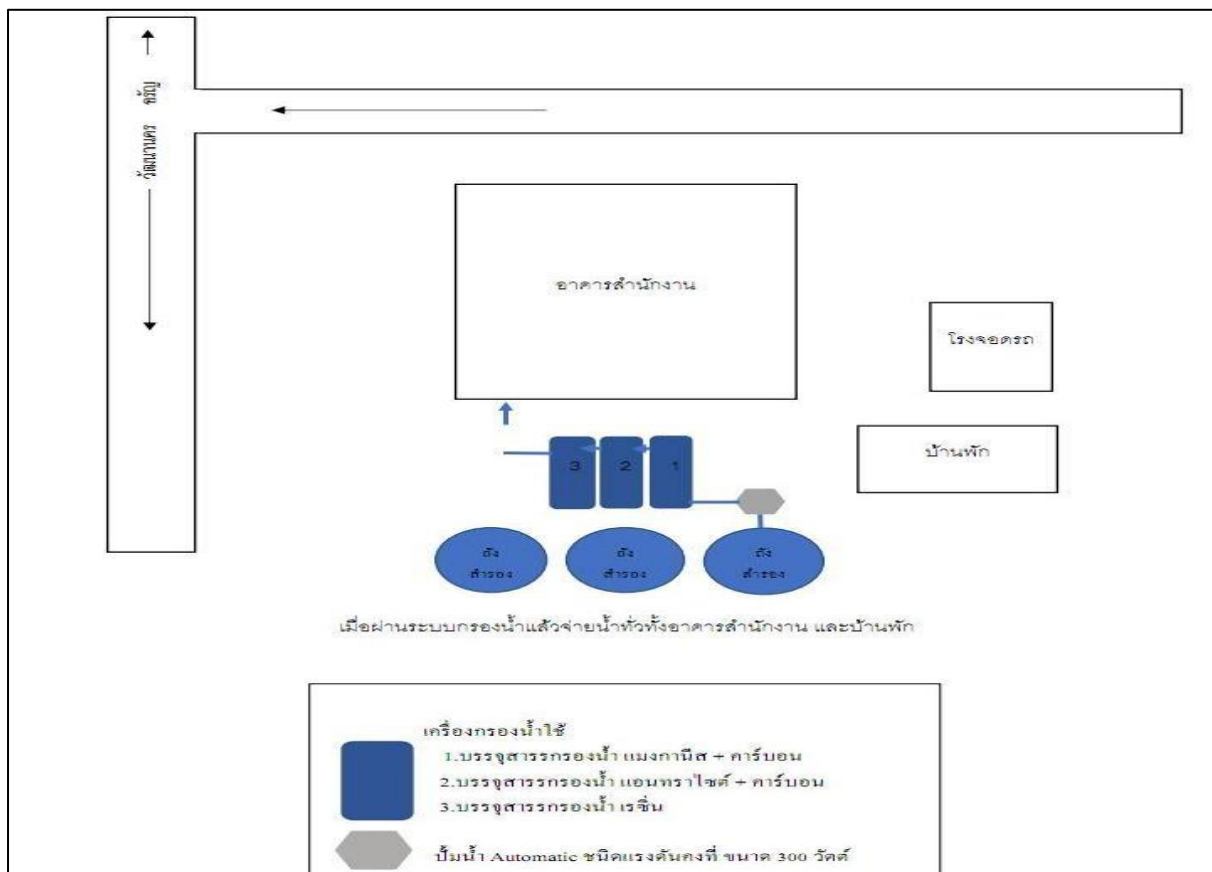 วัฒนานคร อรัญ
อาคารสำนักงาน
โรงจอดรถ
บ้านพัก
3 2 1
ถัง
สำรอง
ถัง
สำรอง
ถัง
สำรอง
เมื่อผ่านระบบกรองน้ำแล้วจ่ายน้ำทั่วทั้งอาคารสำนักงาน และบ้านพัก
เครื่องกรองน้ำใช้
1.บรรจุสารรกรองน้ำ แมงกานีส + คาร์บอน
2.บรรจุสารรกรองน้ำ แอนทราไซต์ + คาร์บอน
3.บรรจุสารรกรองน้ำ เรซิ่น
ปั้มน้ำ Automatic ชนิดแรงดันคงที่ ขนาด 300 วัตต์